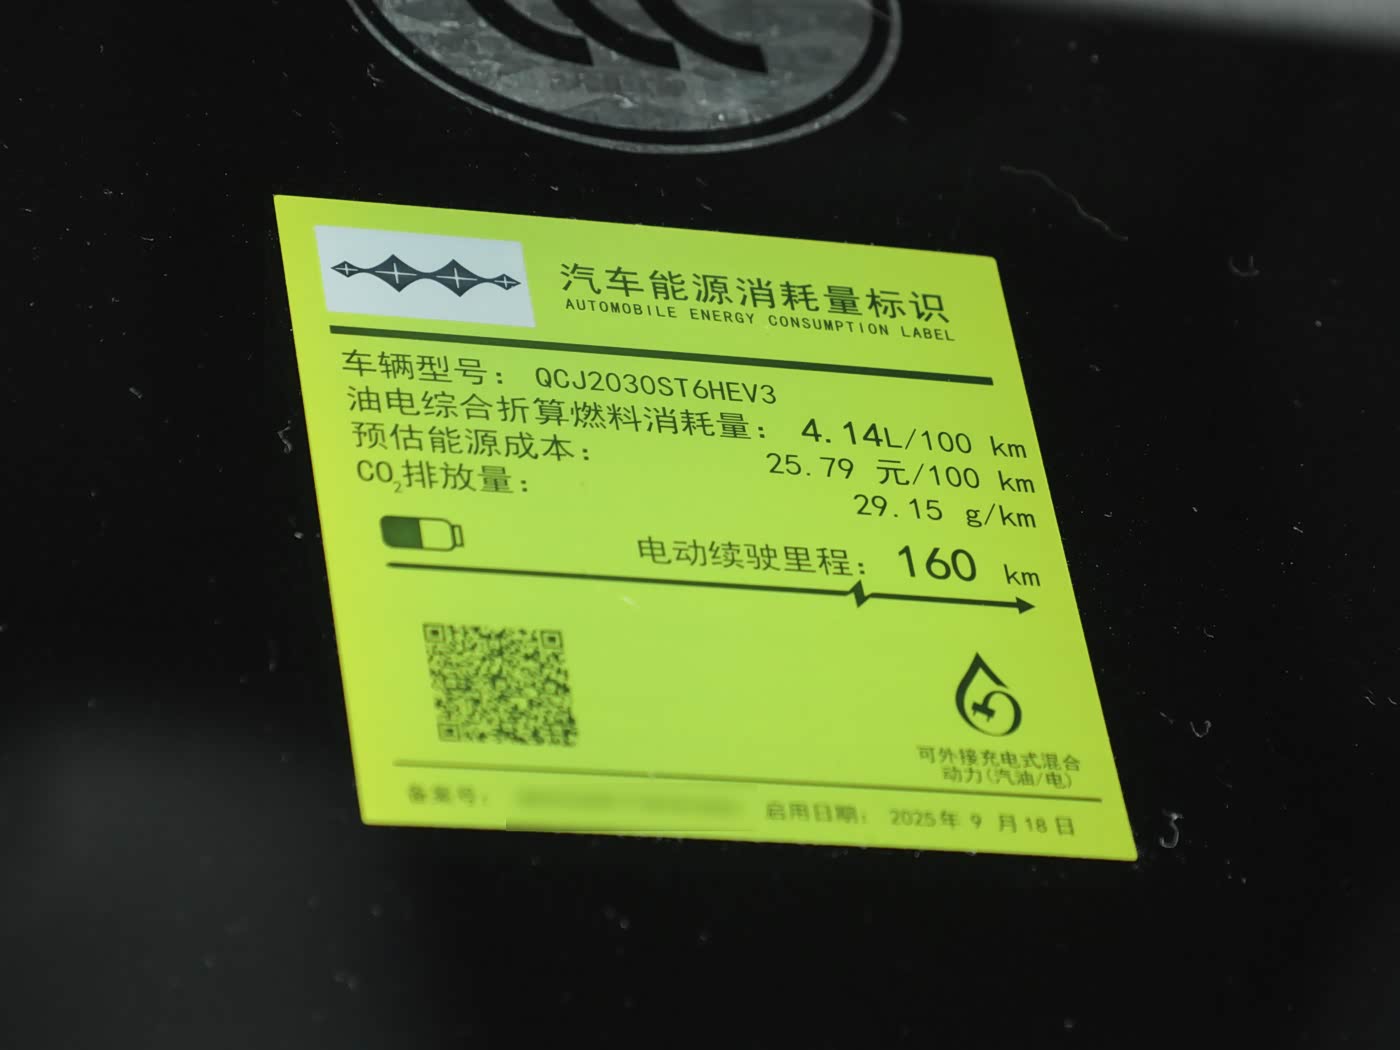 汽车能源消耗量标识
AUTOMOBILE ENERGY CONSUMPTION LABEL
车辆型号： QCJ2030ST6HEV3
油电综合折算燃料消耗量： 4.14L/100 km
预估能源成本： 25.79 元/100 km
CO₂排放量： 29.15 g/km
电动续驶里程： 160 km
可外接充电式混合
动力(汽油/电)
备案号：
启用日期： 2025年 9 月18日